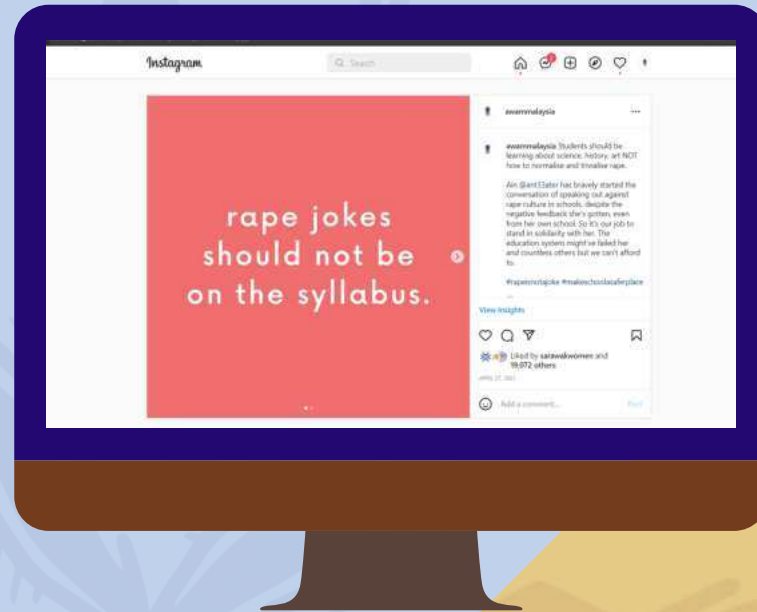 Instagram
Search
rape jokes
should not be
on the syllabus.
awammalaysia
awammalaysia Students should be
learning about science, history, art NOT
how to normalise and trivialise rape.
Ain @ant33ater has bravely started the
conversation of speaking out against
rape culture in schools, despite the
negative feedback she's gotten, even
from her own school. So it's our job to
stand in solidarity with her. The
education system might've failed her
and countless others but we can't afford
to.
#rapeisnotajoke #makeschoolasaferplace
...
View Insights
Liked by sarawakwomen and
19,072 others
APRIL 27, 2021
Add a comment...
Post